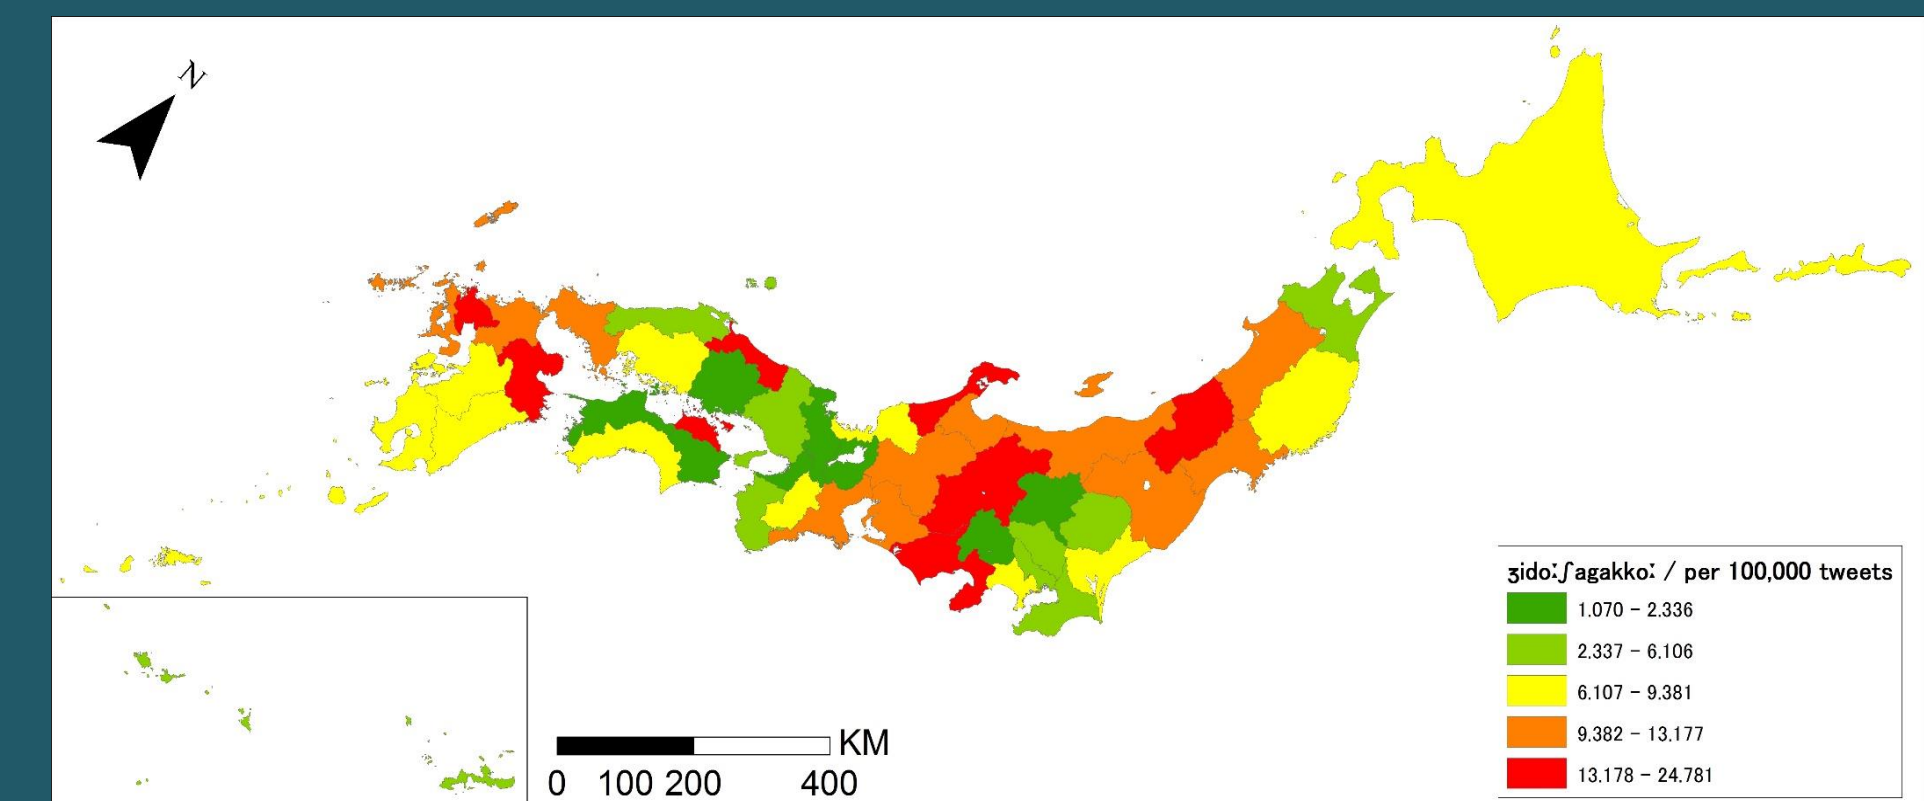 N
ʒidoːʃagakkoː / per 100,000 tweets
1.070 - 2.336
2.337 - 6.106
6.107 - 9.381
9.382 - 13.177
13.178 - 24.781
KM
0 100 200 400